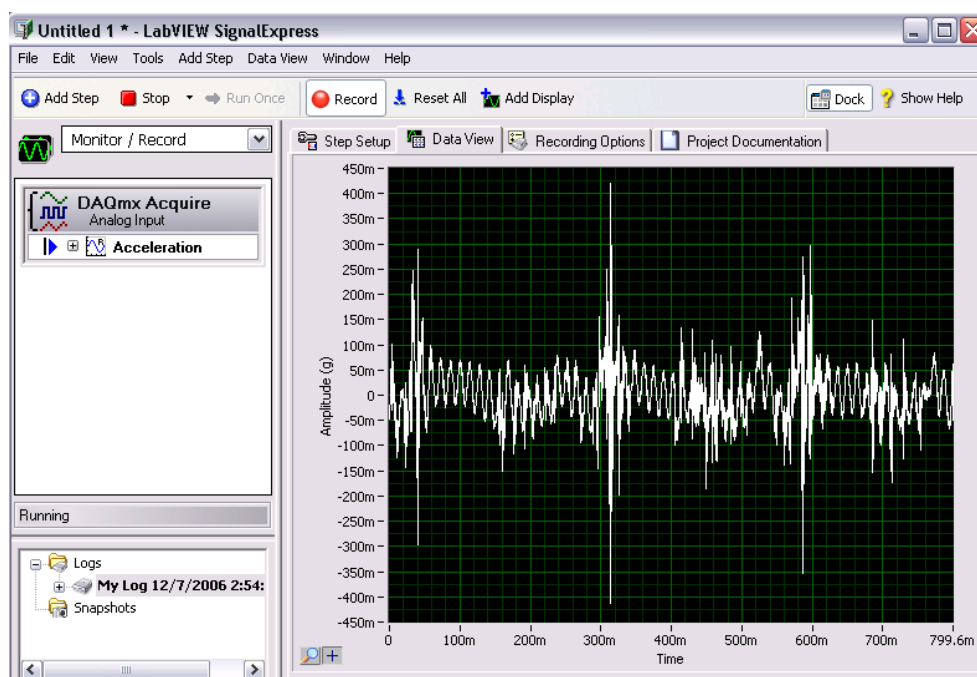 Untitled 1 * - LabVIEW SignalExpress
File Edit View Tools Add Step Data View Window Help
Add Step Stop Run Once Record Reset All Add Display Dock Show Help
Monitor / Record
Step Setup Data View Recording Options Project Documentation
DAQmx Acquire
Analog Input
Acceleration
Running
Logs
My Log 12/7/2006 2:54:
Snapshots
Amplitude (g)
450m
400m
350m
300m
250m
200m
150m
100m
50m
0
-50m
-100m
-150m
-200m
-250m
-300m
-350m
-400m
-450m
0 100m 200m 300m 400m 500m 600m 700m 799.6m
Time